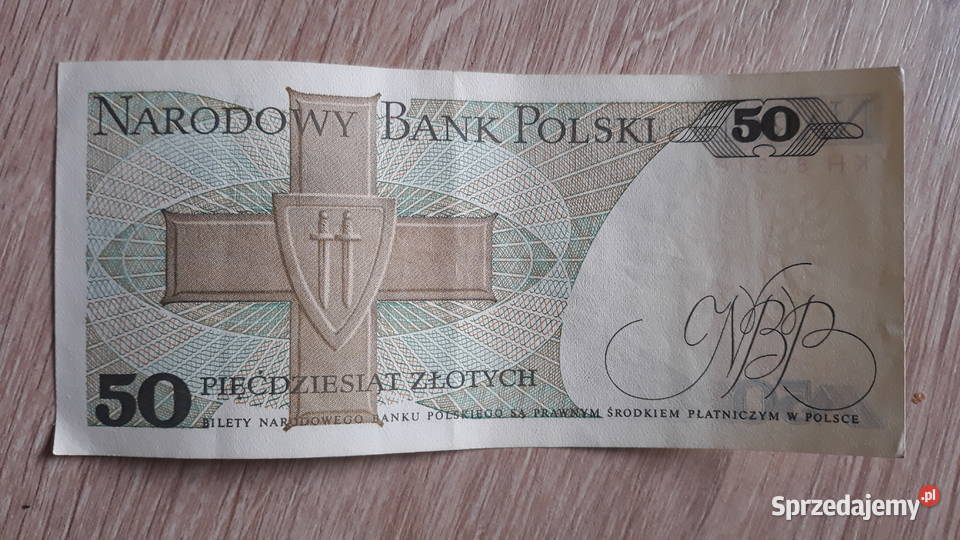 NARODOWY BANK POLSKI 50
NBP
50 PIĘĆDZIESIĄT ZŁOTYCH
BILETY NARODOWEGO BANKU POLSKIEGO SĄ PRAWNYM ŚRODKIEM PŁATNICZYM W POLSCE
Sprzedajemy.pl